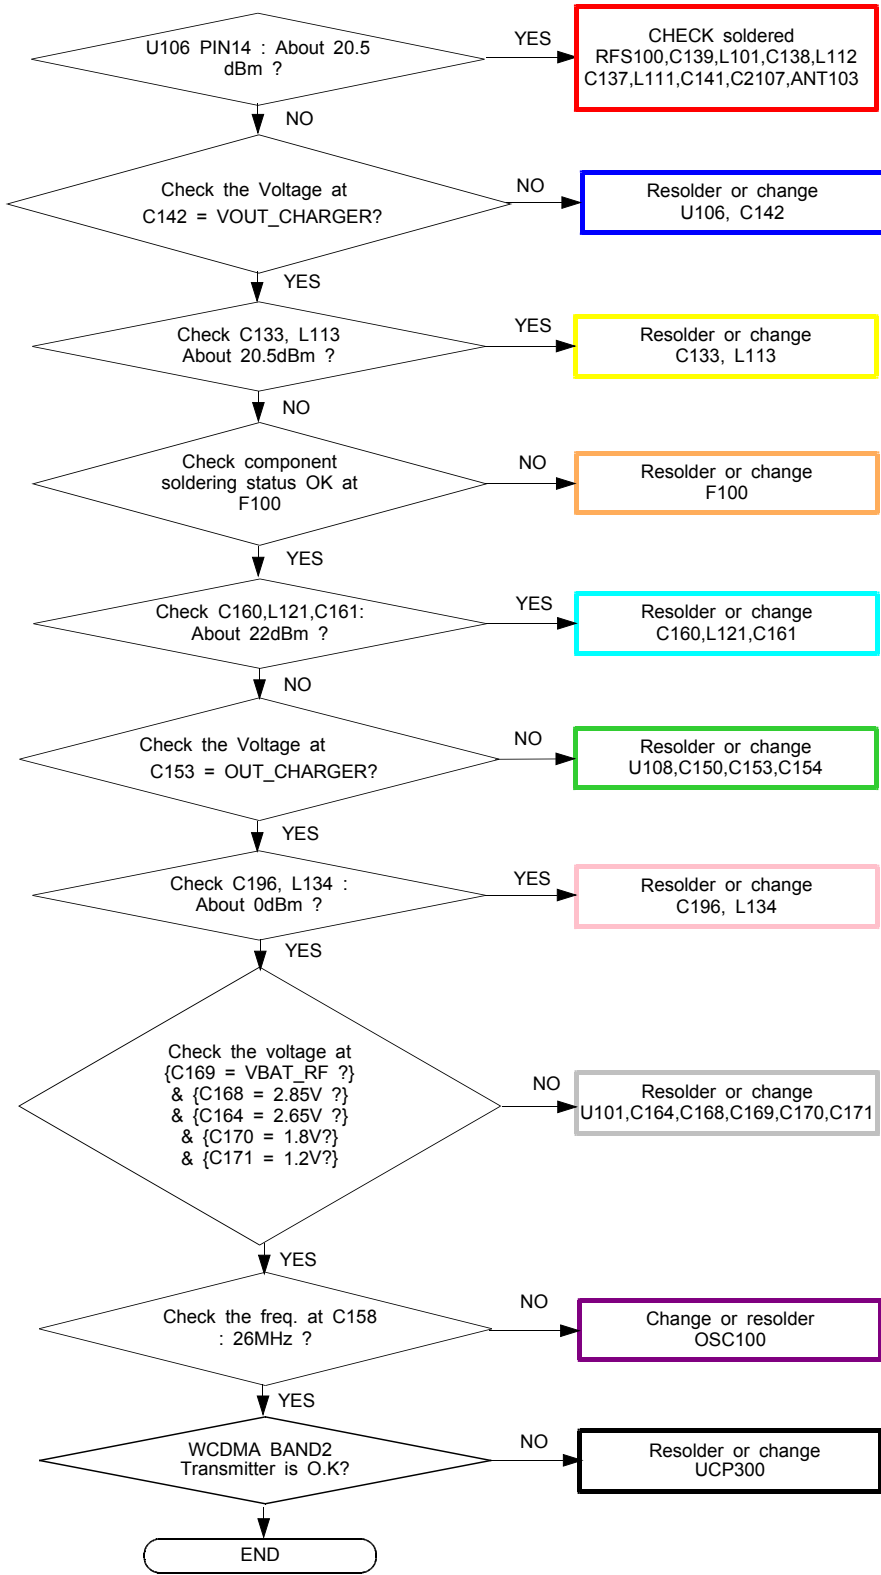 U106 PIN14 : About 20.5
dBm ?
YES
CHECK soldered
RFS100,C139,L101,C138,L112
C137,L111,C141,C2107,ANT103
NO
Check the Voltage at
C142 = VOUT_CHARGER?
NO
Resolder or change
U106, C142
YES
Check C133, L113
About 20.5dBm ?
YES
Resolder or change
C133, L113
NO
Check component
soldering status OK at
F100
NO
Resolder or change
F100
YES
Check C160,L121,C161:
About 22dBm ?
YES
Resolder or change
C160,L121,C161
NO
Check the Voltage at
C153 = OUT_CHARGER?
NO
Resolder or change
U108,C150,C153,C154
YES
Check C196, L134 :
About 0dBm ?
YES
Resolder or change
C196, L134
YES
Check the voltage at
{C169 = VBAT_RF ?}
& {C168 = 2.85V ?}
& {C164 = 2.65V ?}
& {C170 = 1.8V?}
& {C171 = 1.2V?}
NO
Resolder or change
U101,C164,C168,C169,C170,C171
YES
Check the freq. at C158
: 26MHz ?
NO
Change or resolder
OSC100
YES
WCDMA BAND2
Transmitter is O.K?
NO
Resolder or change
UCP300
END